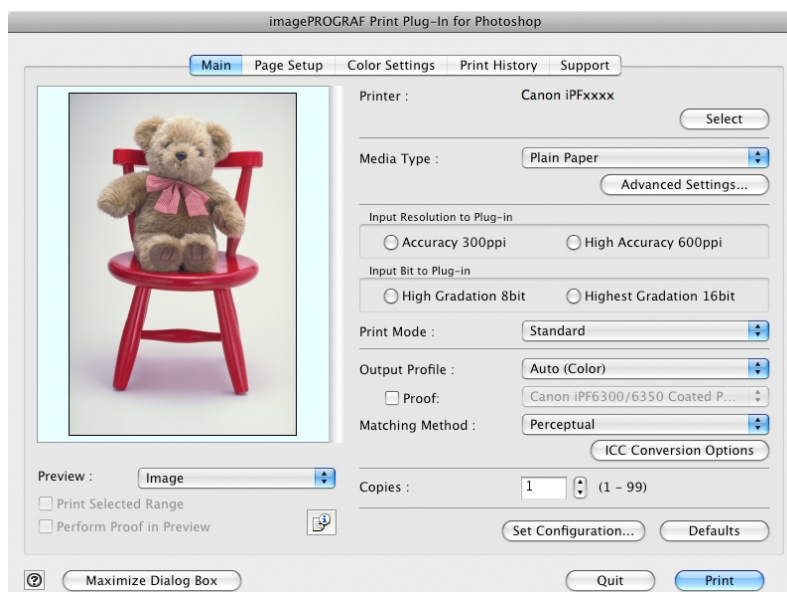 imagePROGRAF Print Plug-In for Photoshop
Main Page Setup Color Settings Print History Support
Printer : Canon iPFxxxx
Select
Media Type : Plain Paper
Advanced Settings...
Input Resolution to Plug-in
Accuracy 300ppi High Accuracy 600ppi
Input Bit to Plug-in
High Gradation 8bit Highest Gradation 16bit
Print Mode : Standard
Output Profile : Auto (Color)
Proof: Canon iPF6300/6350 Coated P...
Matching Method : Perceptual
ICC Conversion Options
Preview : Image
Print Selected Range
Perform Proof in Preview
Copies : 1 (1 – 99)
Set Configuration... Defaults
? Maximize Dialog Box Quit Print